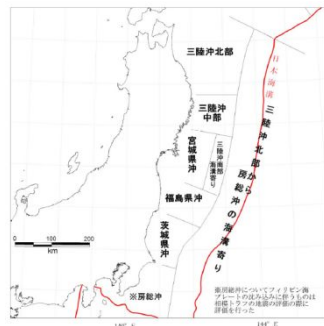 三陸沖北部
日本海溝
三陸沖
中部
三陸沖北部から
房総沖の海溝寄り
宮城県沖
三陸沖南部
海溝寄り
福島県沖
茨城県沖
0 100 200
km
※房総沖
※房総沖についてフィリピン海
プレートの沈み込みに伴うものは
相模トラフの地震の評価の際に
評価を行った